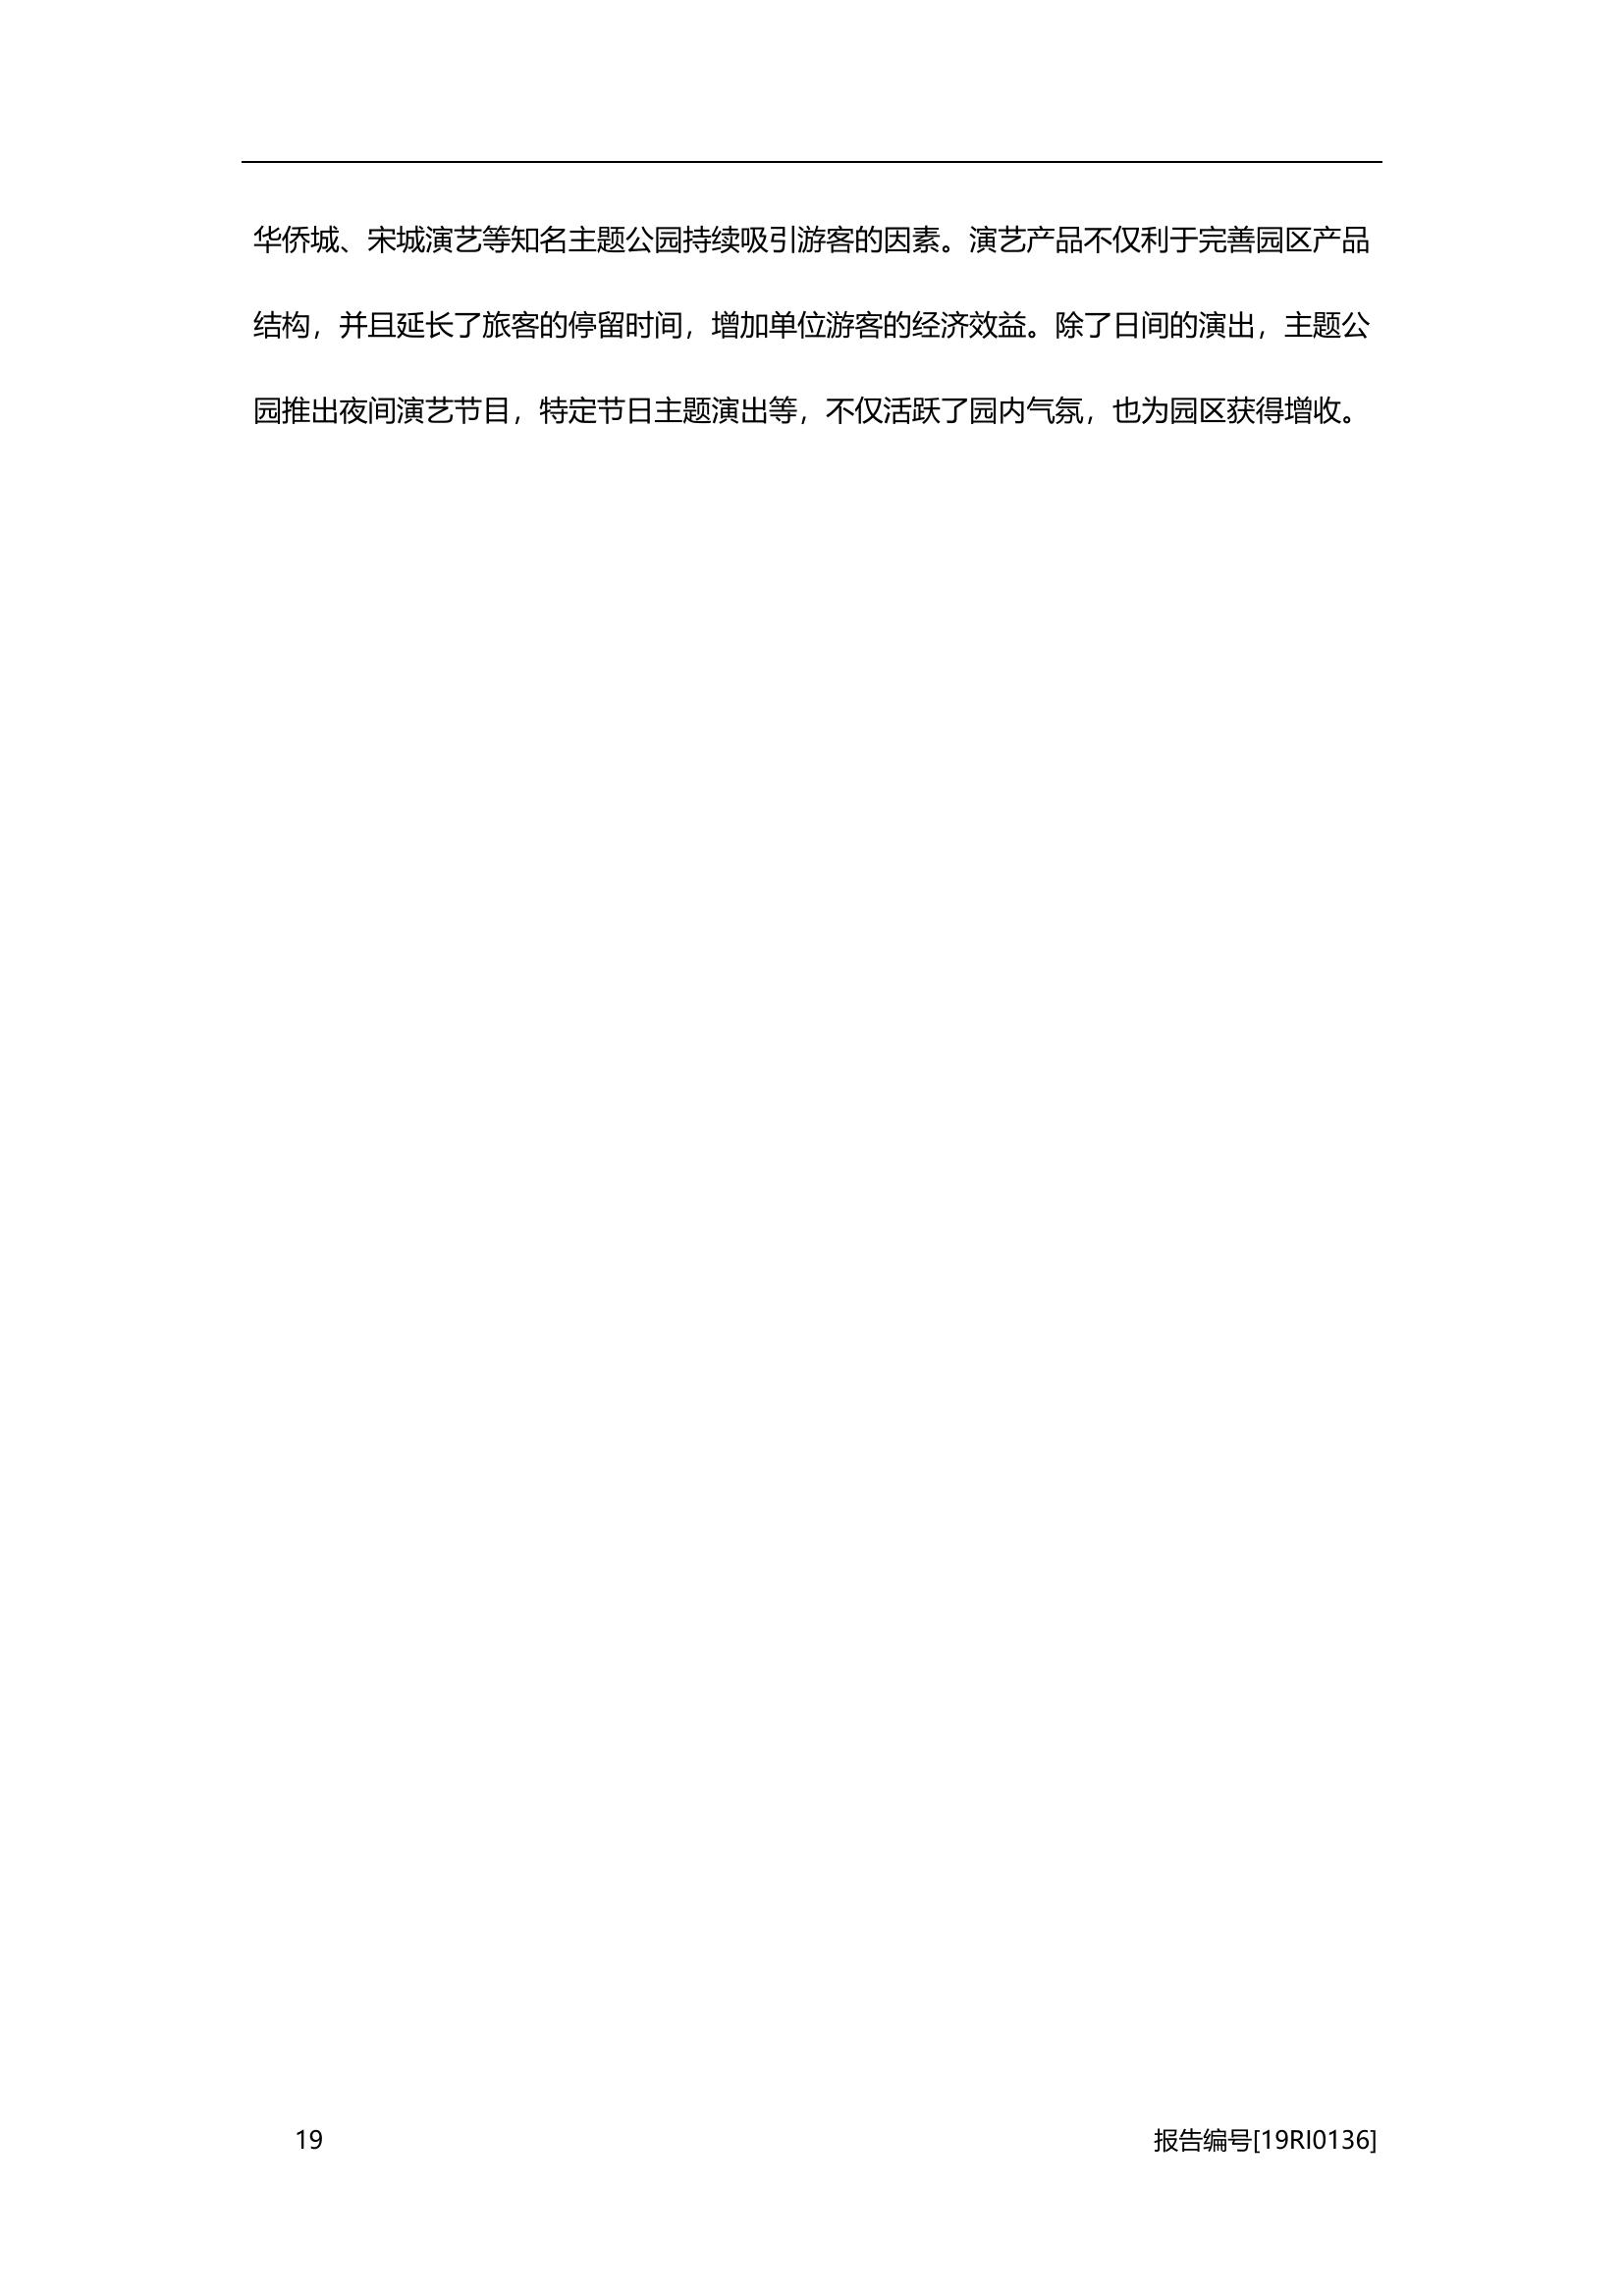 华侨城、宋城演艺等知名主题公园持续吸引游客的因素。演艺产品不仅利于完善园区产品
结构，并且延长了旅客的停留时间，增加单位游客的经济效益。除了日间的演出，主题公
园推出夜间演艺节目，特定节日主题演出等，不仅活跃了园内气氛，也为园区获得增收。
19
报告编号[19RI0136]